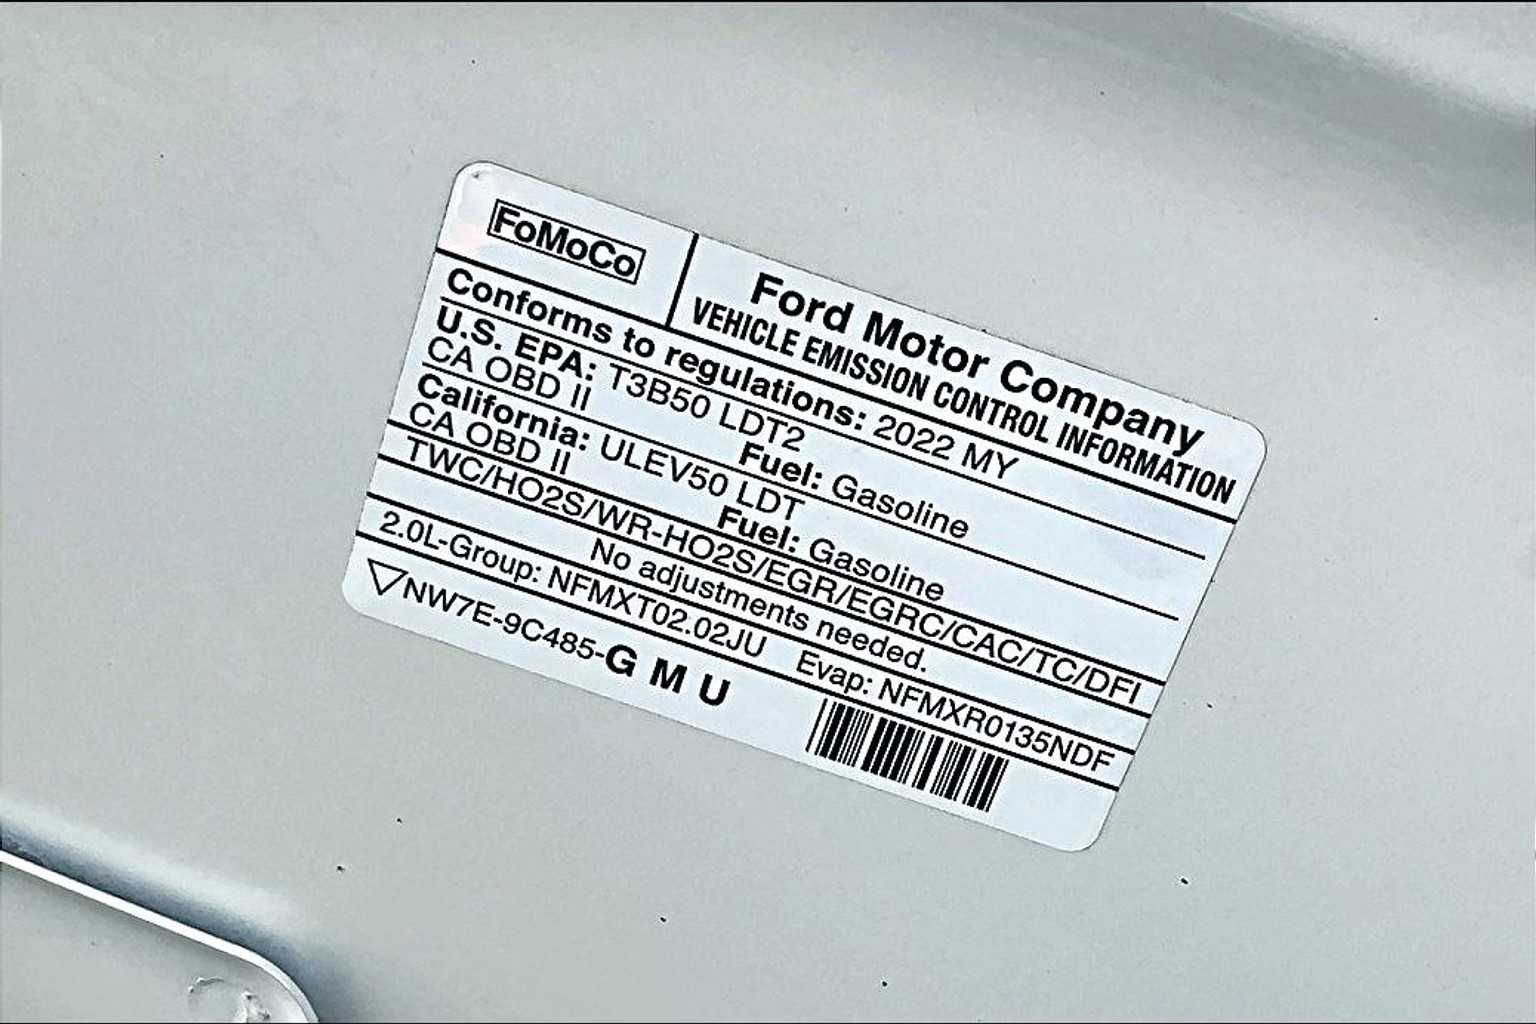 FoMoCo
Ford Motor Company
VEHICLE EMISSION CONTROL INFORMATION
Conforms to regulations: 2022 MY
U.S. EPA: T3B50 LDT2
CA OBD II Fuel: Gasoline
California: ULEV50 LDT
CA OBD II Fuel: Gasoline
TWC/HO2S/WR-HO2S/EGR/EGRC/CAC/TC/DFI
No adjustments needed.
2.0L-Group: NFMXT02.02JU Evap: NFMXR0135NDF
NW7E-9C485-G M U